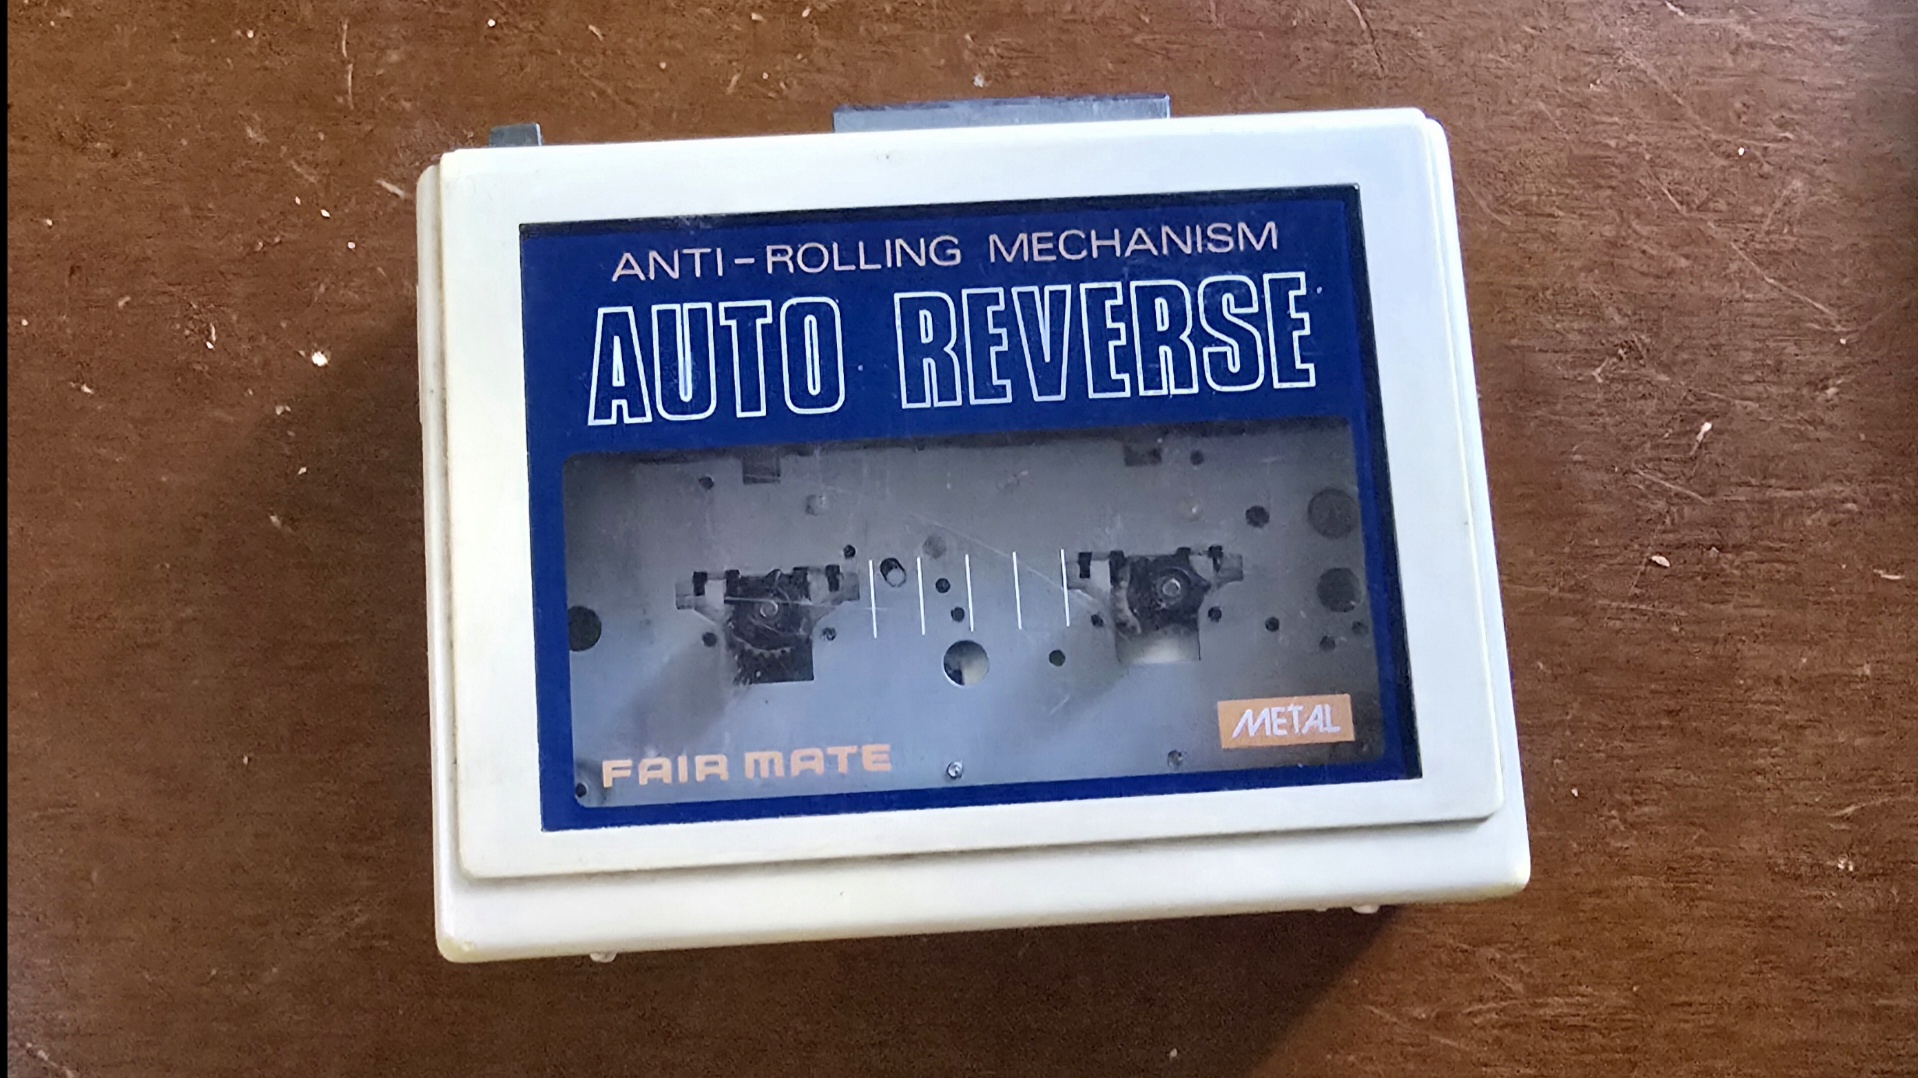 ANTI-ROLLING MECHANISM
AUTO REVERSE
METAL
FAIR MATE